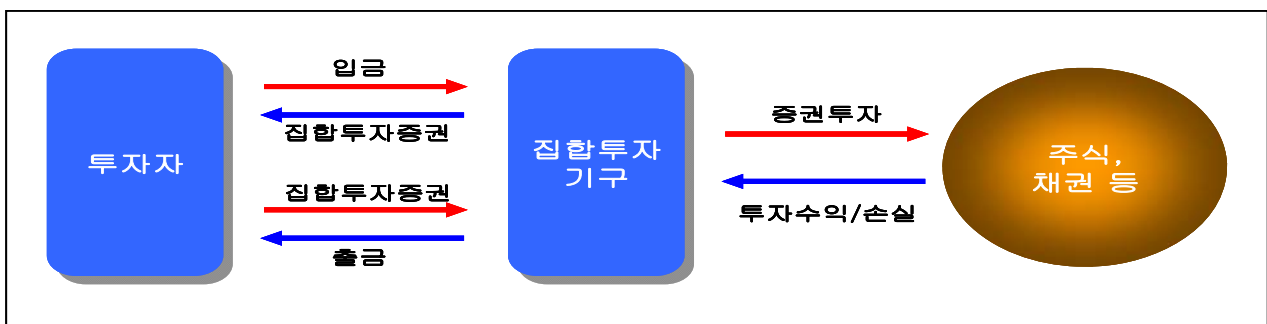 투자자
입금
집합투자증권
집합투자증권
출금
집합투자
기구
증권투자
투자수익/손실
주식,
채권 등